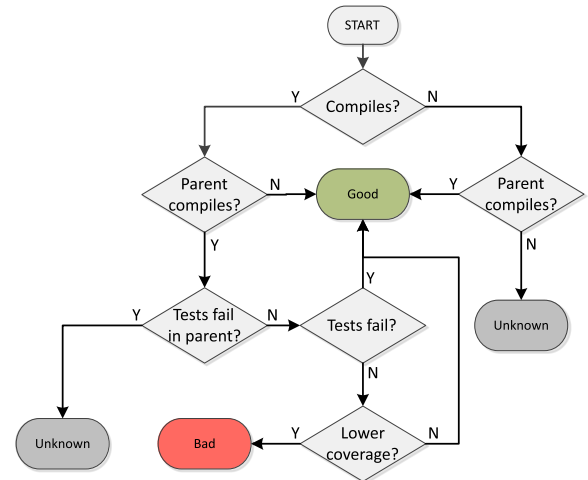 START
Y
Compiles?
N
Parent
compiles?
N
Good
Y
Parent
compiles?
Y
N
Y
Tests fail
in parent?
N
Y
Tests fail?
Unknown
N
Unknown
Bad
Y
Lower
coverage?
N